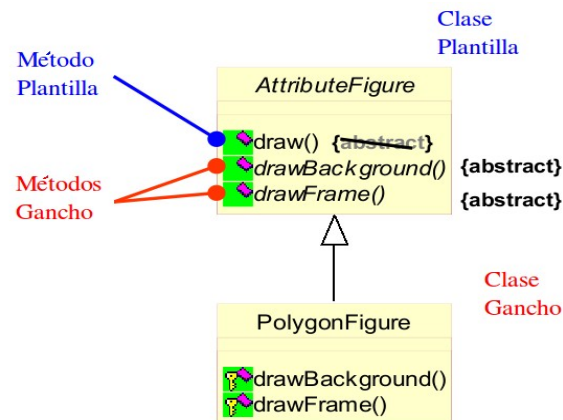 Clase
Plantilla
Método
Plantilla
AttributeFigure
draw() {abstract}
drawBackground() {abstract}
drawFrame() {abstract}
Métodos
Gancho
Clase
Gancho
PolygonFigure
drawBackground()
drawFrame()